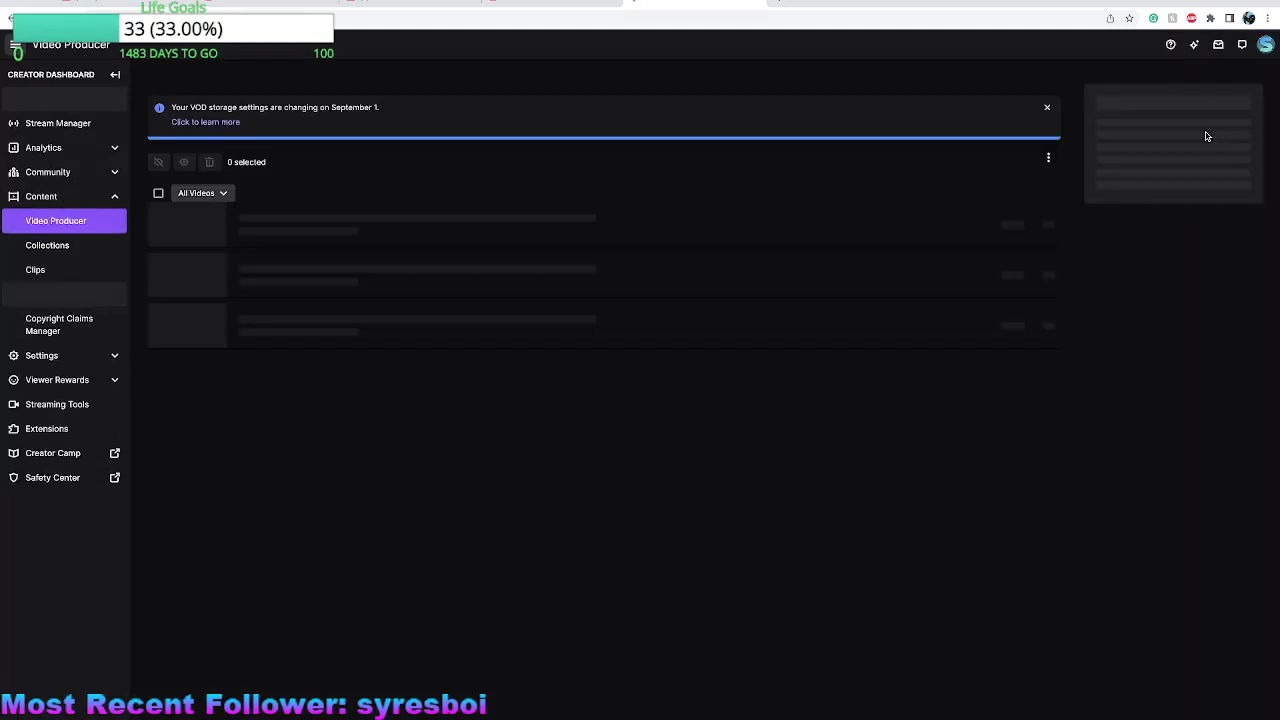 Life Goals
33 (33.00%)
0
1483 DAYS TO GO
100
Video Producer
CREATOR DASHBOARD
Stream Manager
Analytics
Community
Content
Video Producer
Collections
Clips
Copyright Claims
Manager
Settings
Viewer Rewards
Streaming Tools
Extensions
Creator Camp
Safety Center
Your VOD storage settings are changing on September 1.
Click to learn more
0 selected
All Videos
Most Recent Follower: syresboi